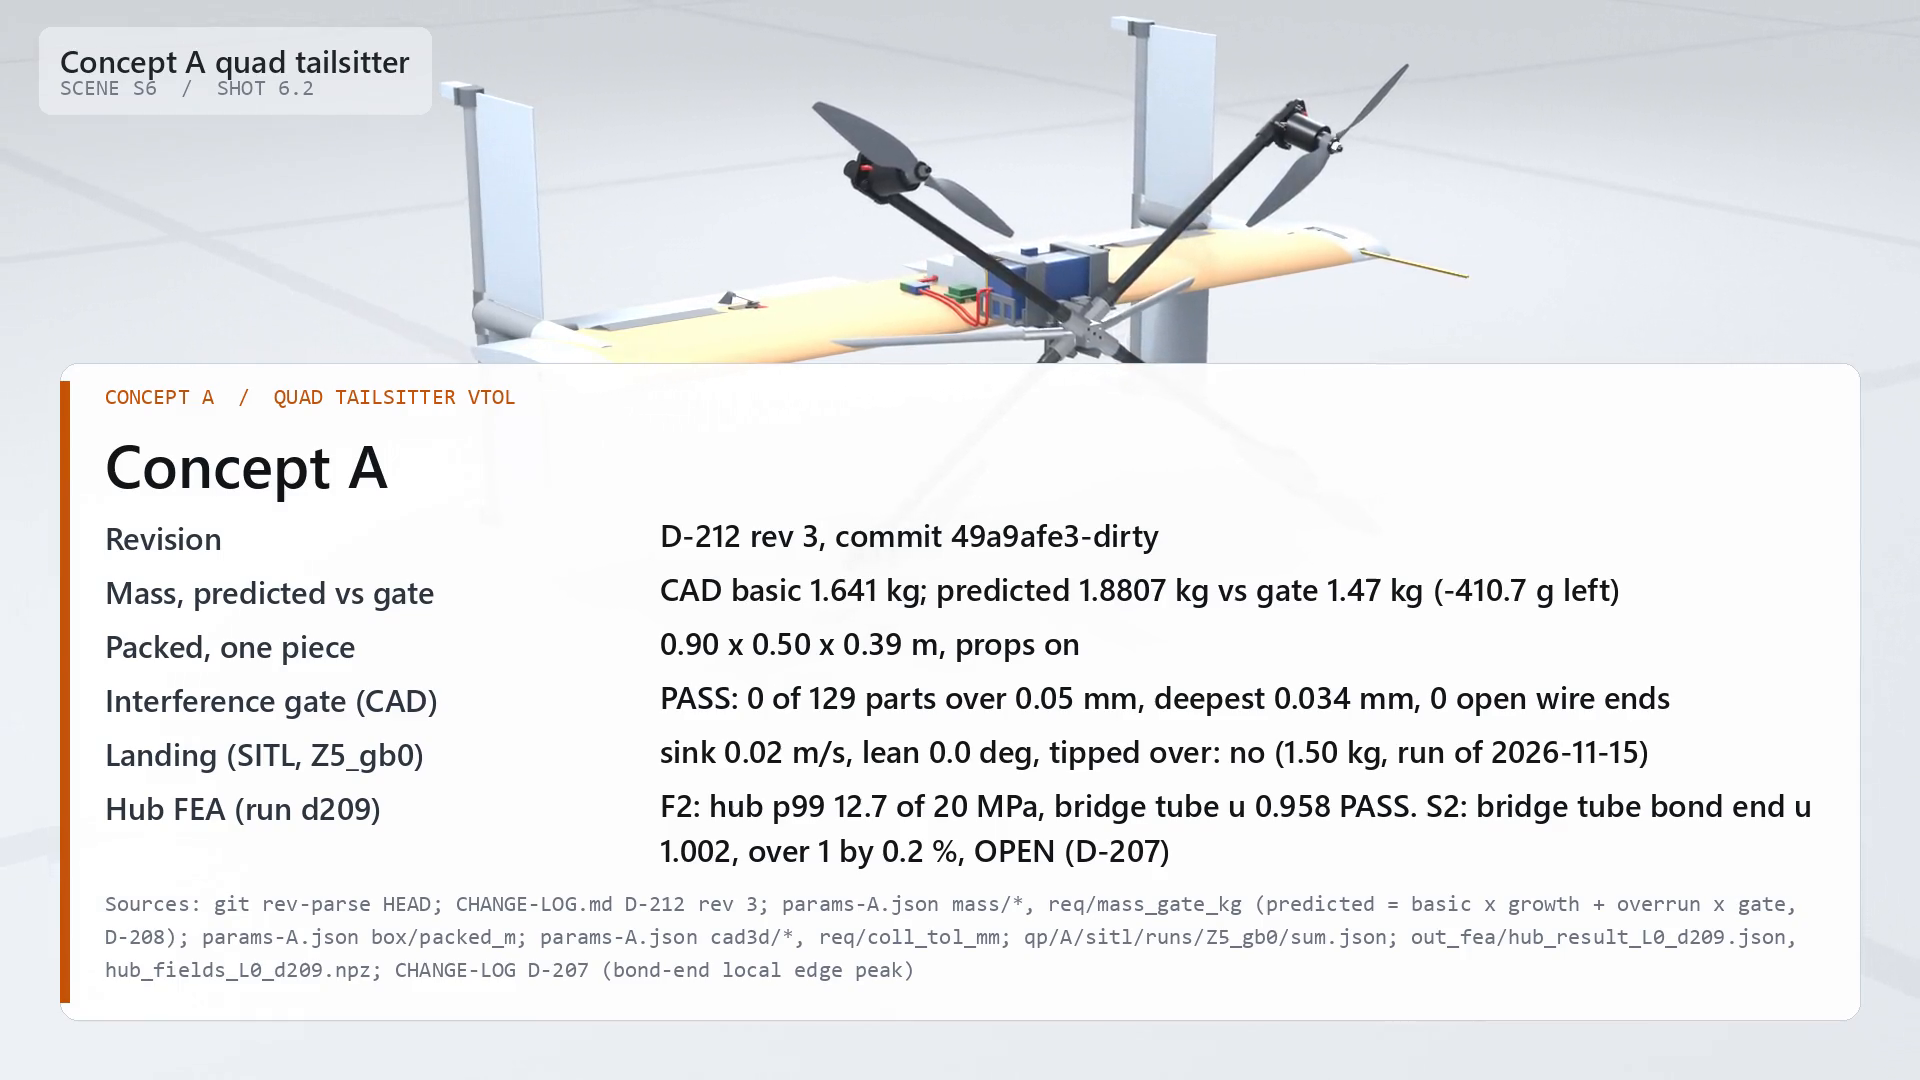 Concept A quad tailsitter
SCENE S6 / SHOT 6.2
CONCEPT A / QUAD TAILSITTER VTOL
Concept A
Revision
D-212 rev 3, commit 49a9afe3-dirty
Mass, predicted vs gate
CAD basic 1.641 kg; predicted 1.8807 kg vs gate 1.47 kg (-410.7 g left)
Packed, one piece
0.90 x 0.50 x 0.39 m, props on
Interference gate (CAD)
PASS: 0 of 129 parts over 0.05 mm, deepest 0.034 mm, 0 open wire ends
Landing (SITL, Z5_gb0)
sink 0.02 m/s, lean 0.0 deg, tipped over: no (1.50 kg, run of 2026-11-15)
Hub FEA (run d209)
F2: hub p99 12.7 of 20 MPa, bridge tube u 0.958 PASS. S2: bridge tube bond end u
1.002, over 1 by 0.2 %, OPEN (D-207)
Sources: git rev-parse HEAD; CHANGE-LOG.md D-212 rev 3; params-A.json mass/*, req/mass_gate_kg (predicted = basic x growth + overrun x gate,
D-208); params-A.json box/packed_m; params-A.json cad3d/*, req/coll_tol_mm; qp/A/sitl/runs/Z5_gb0/sum.json; out_fea/hub_result_L0_d209.json,
hub_fields_L0_d209.npz; CHANGE-LOG D-207 (bond-end local edge peak)